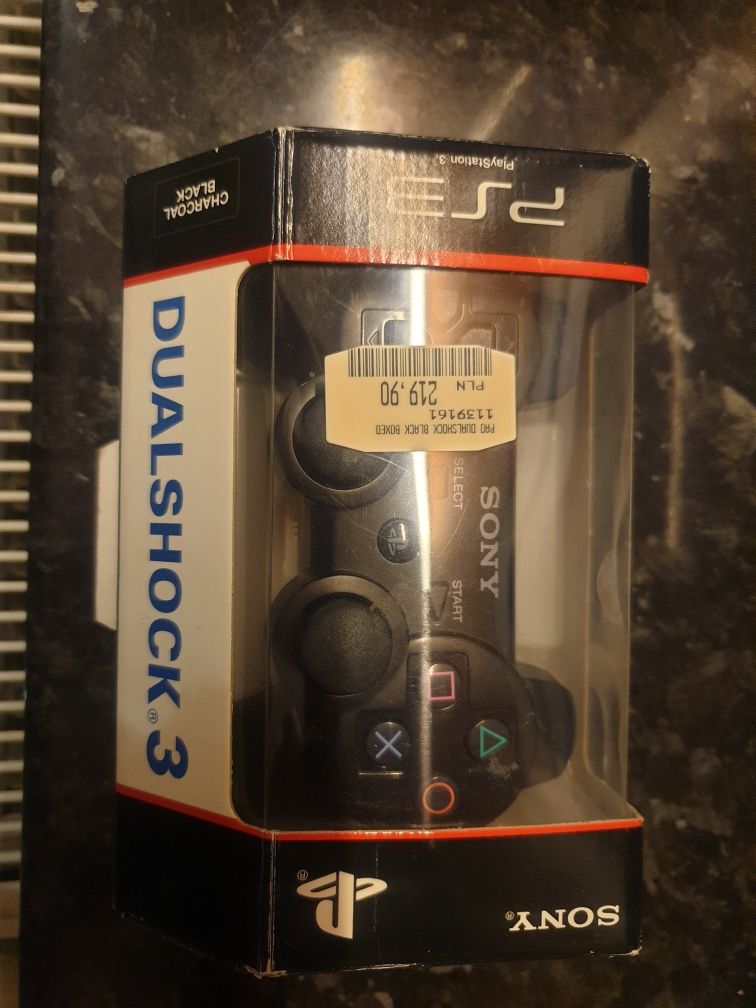 CHARCOAL
BLACK
PS3
PlayStation 3
DUALSHOCK® 3
PAD DUALSHOCK BLACK BOXED
1139161
PLN 219,90
SELECT
START
SONY
SONY®